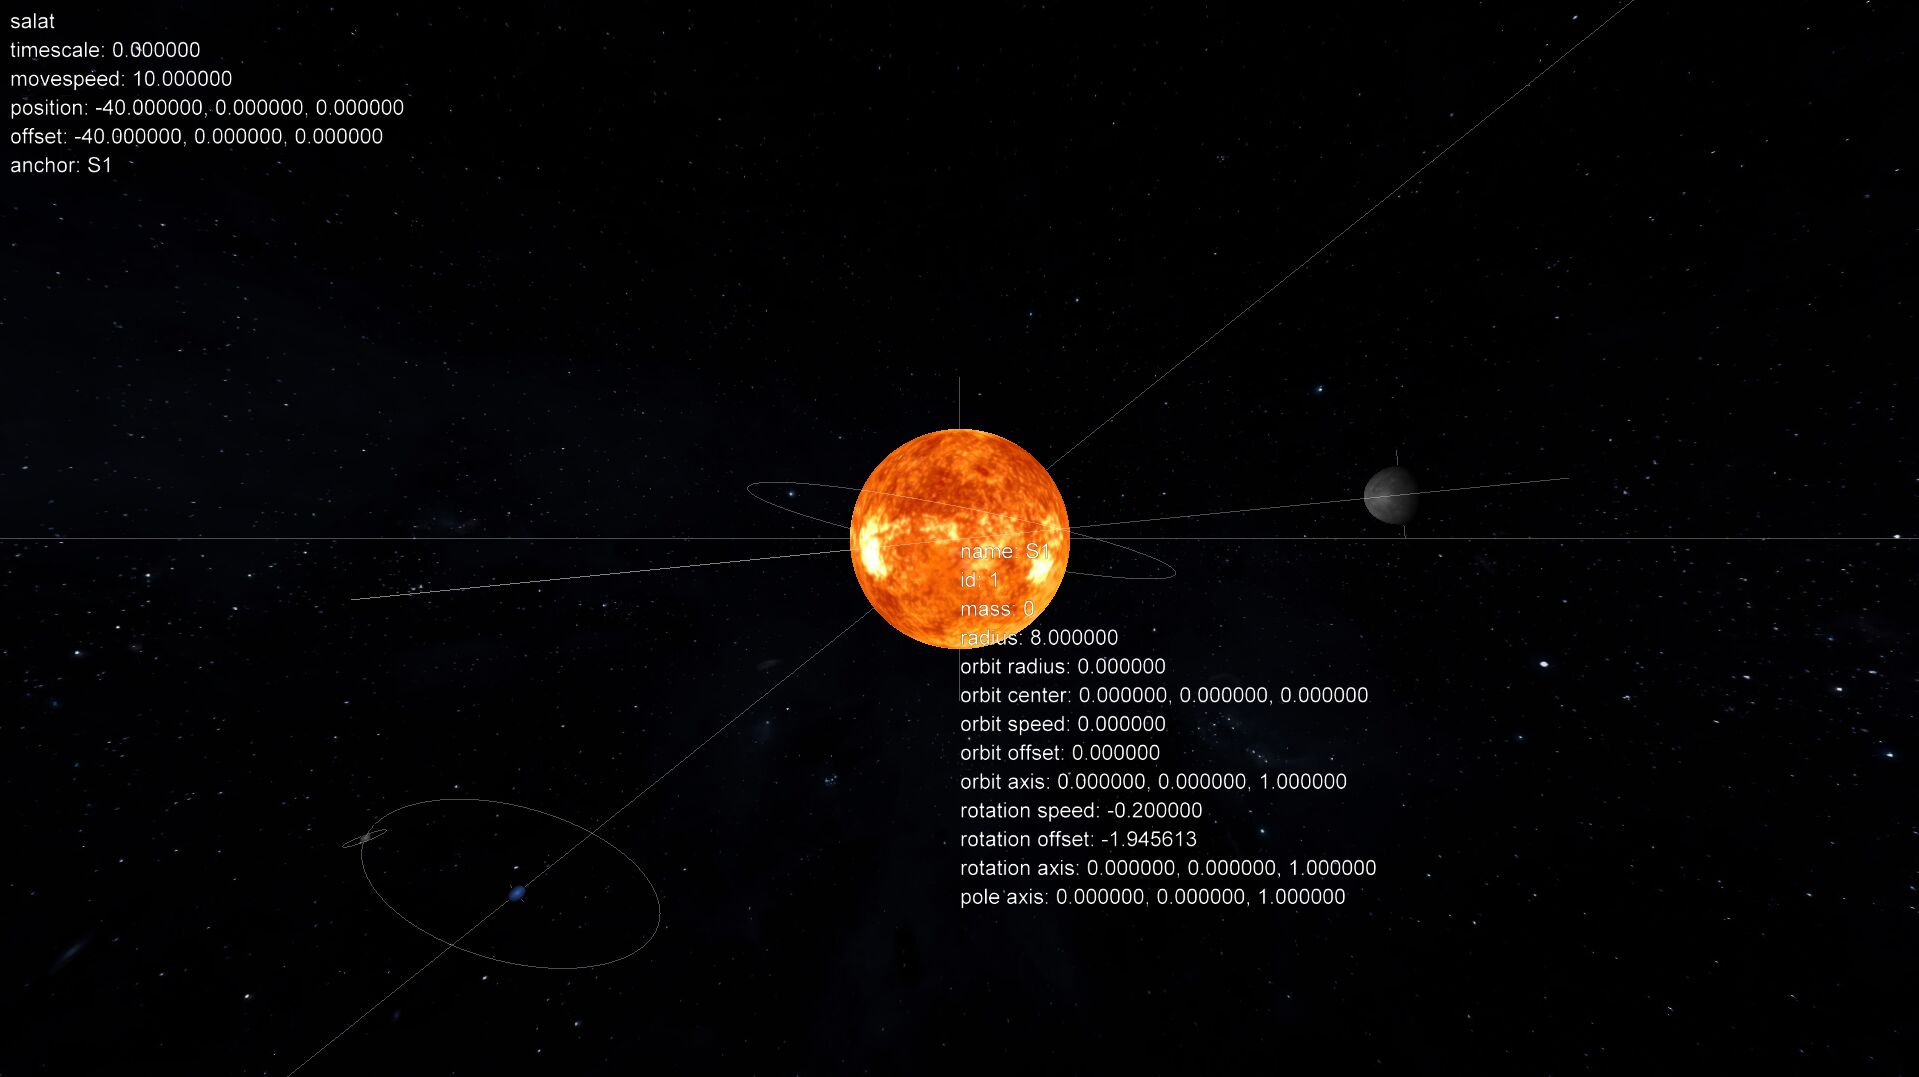 salat
timescale: 0.000000
movespeed: 10.000000
position: -40.000000, 0.000000, 0.000000
offset: -40.000000, 0.000000, 0.000000
anchor: S1
name: S1
id: 1
mass: 0
radius: 8.000000
orbit radius: 0.000000
orbit center: 0.000000, 0.000000, 0.000000
orbit speed: 0.000000
orbit offset: 0.000000
orbit axis: 0.000000, 0.000000, 1.000000
rotation speed: -0.200000
rotation offset: -1.945613
rotation axis: 0.000000, 0.000000, 1.000000
pole axis: 0.000000, 0.000000, 1.000000